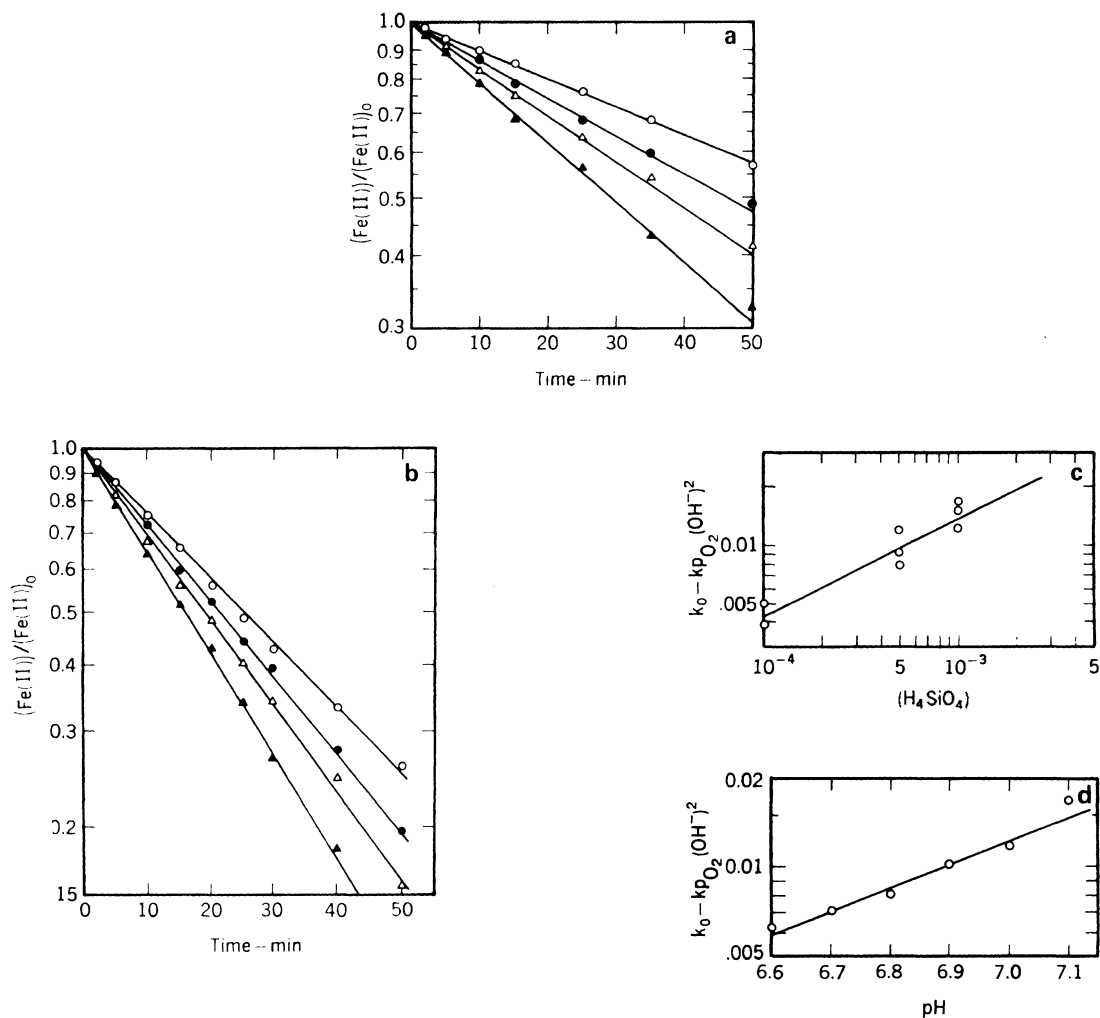 a
1.0
0.9
0.8
0.7
0.6
0.5
0.4
0.3
(Fe(II))/(Fe(II))₀
0 10 20 30 40 50
Time – min
b
1.0
0.9
0.8
0.7
0.6
0.5
0.4
0.3
0.2
15
(Fe(II))/(Fe(II))₀
0 10 20 30 40 50
Time – min
c
k₀ – kpO₂(OH⁻)²
0.01
.005
10⁻⁴ 5 10⁻³ 5
(H₄SiO₄)
d
k₀ – kpO₂(OH⁻)²
0.02
0.01
.005
6.6 6.7 6.8 6.9 7.0 7.1
pH